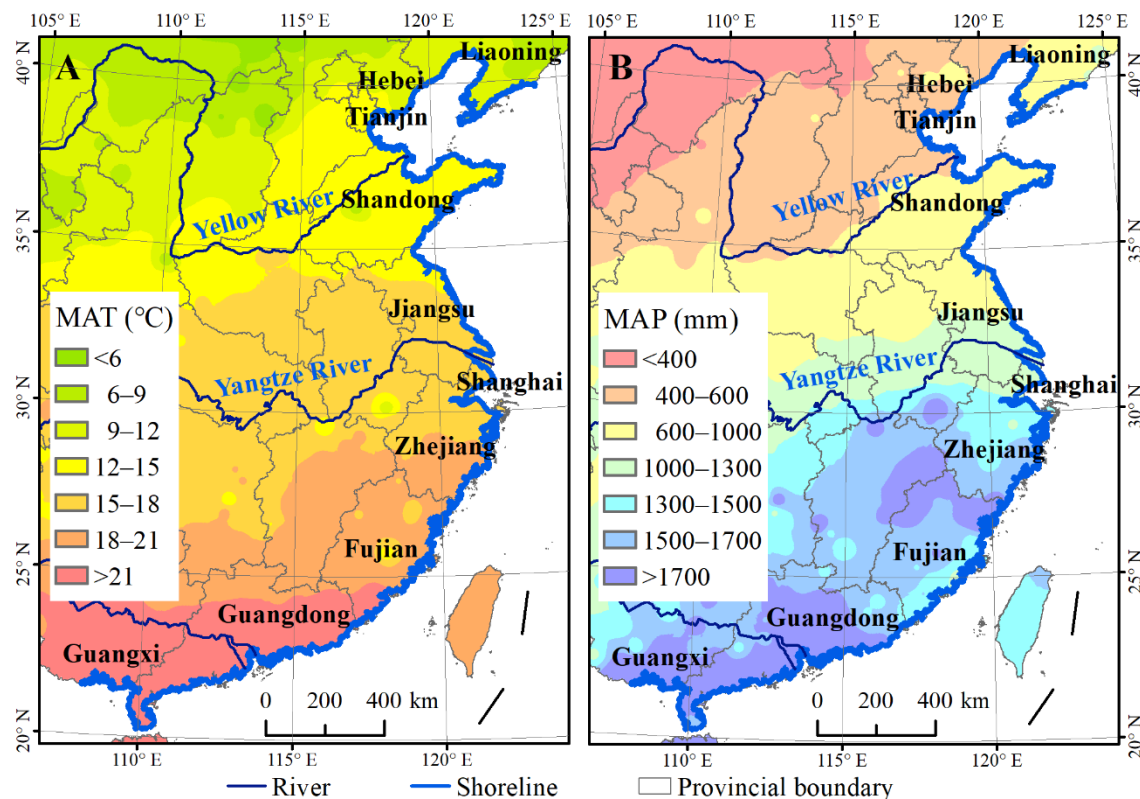 105° E 110° E 115° E 120° E 125° E
40° N
35° N
30° N
25° N
20° N
A
Liaoning
Hebei
Tianjin
Shandong
Yellow River
Jiangsu
Yangtze River
Shanghai
Zhejiang
Fujian
Guangdong
Guangxi
MAT (°C)
<6
6–9
9–12
12–15
15–18
18–21
>21
0 200 400 km
110° E 115° E 120° E
105° E 110° E 115° E 120° E 125° E
B
Liaoning
Hebei
Tianjin
Shandong
Yellow River
Jiangsu
Yangtze River
Shanghai
Zhejiang
Fujian
Guangdong
Guangxi
MAP (mm)
<400
400–600
600–1000
1000–1300
1300–1500
1500–1700
>1700
0 200 400 km
40° N
35° N
30° N
25° N
20° N
110° E 115° E 120° E
River Shoreline Provincial boundary